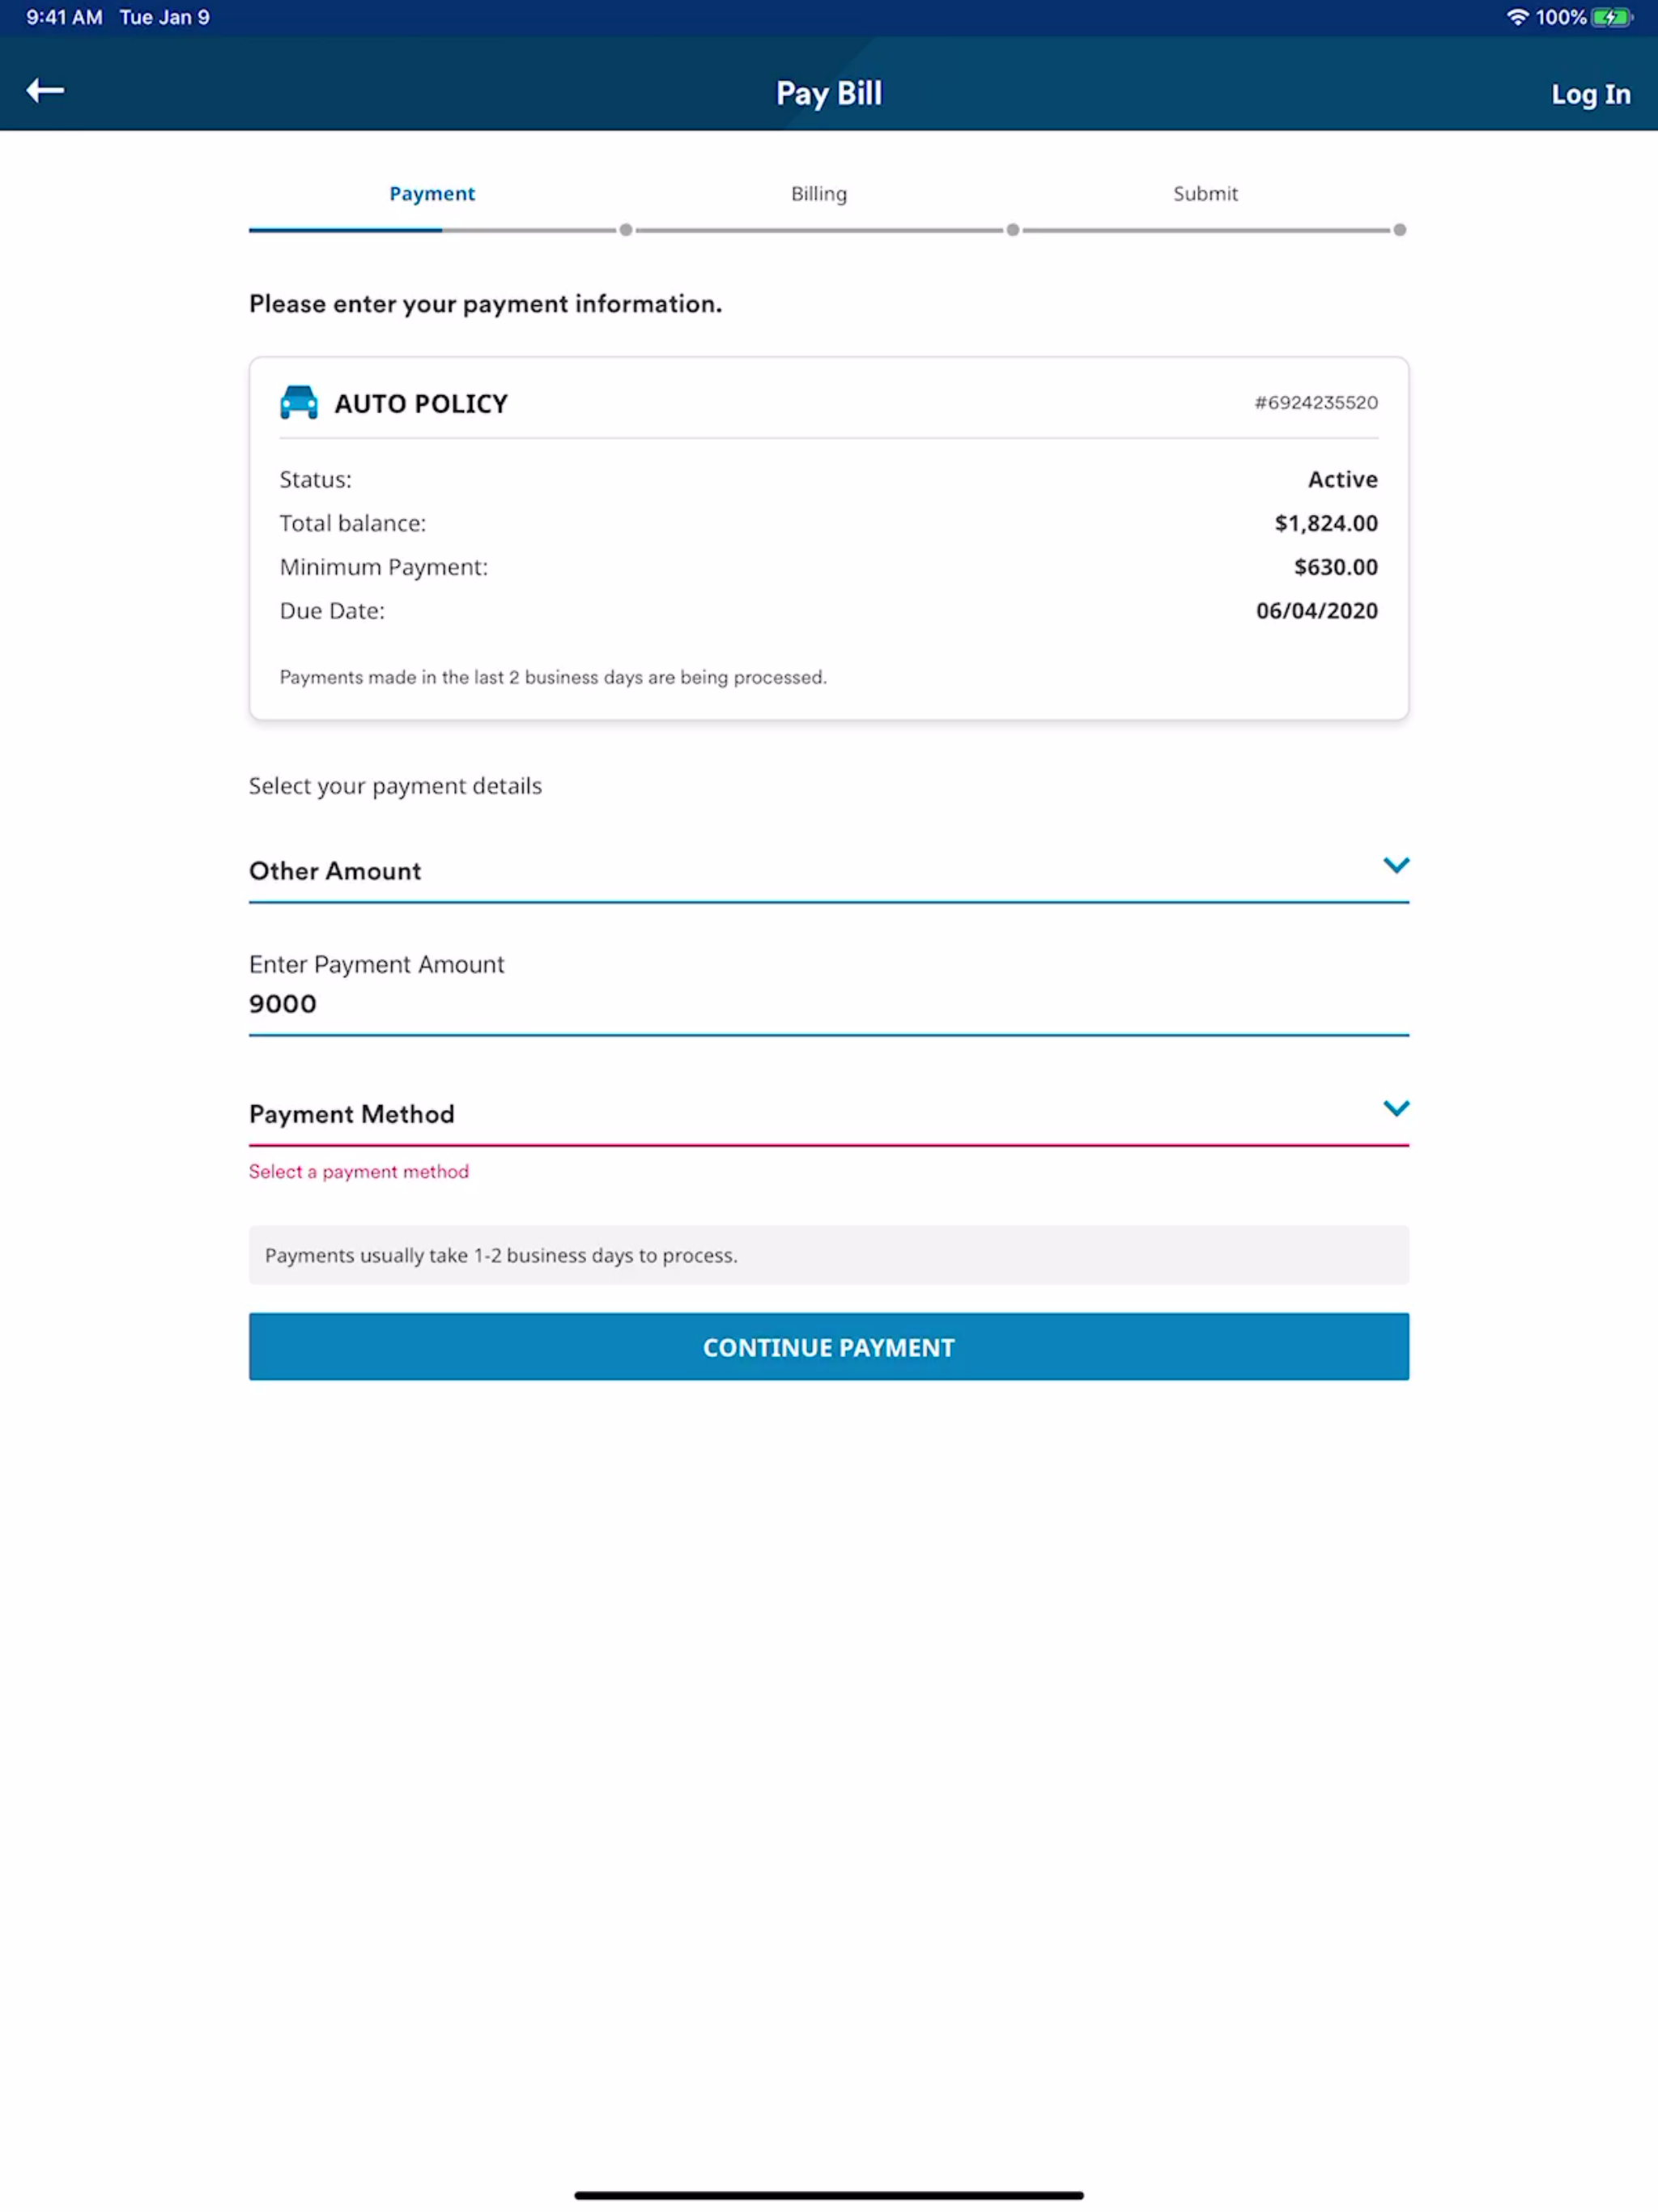 9:41 AM Tue Jan 9
100%
Pay Bill
Log In
Payment
Billing
Submit
Please enter your payment information.
AUTO POLICY
#6924235520
Status:
Active
Total balance:
$1,824.00
Minimum Payment:
$630.00
Due Date:
06/04/2020
Payments made in the last 2 business days are being processed.
Select your payment details
Other Amount
Enter Payment Amount
9000
Payment Method
Select a payment method
Payments usually take 1-2 business days to process.
CONTINUE PAYMENT